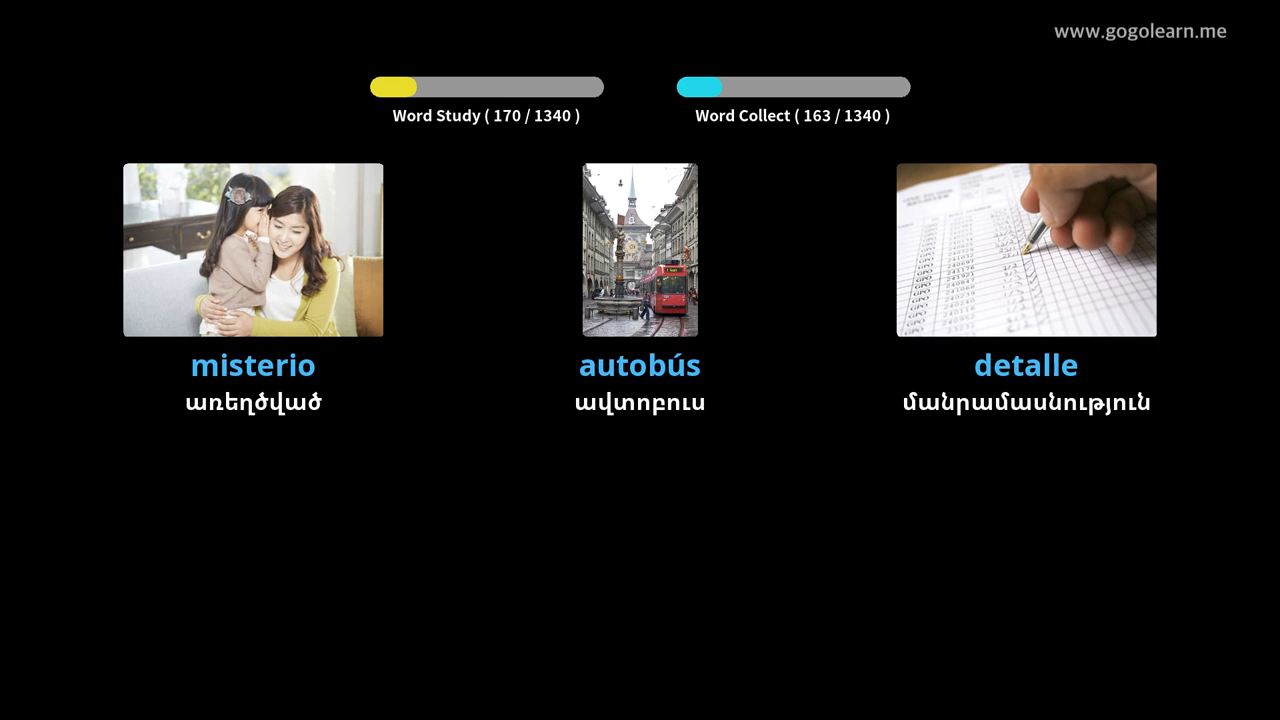 www.gogolearn.me
Word Study ( 170 / 1340 )
Word Collect ( 163 / 1340 )
misterio
առեղծված
autobús
ավտոբուս
detalle
մանրամասնություն